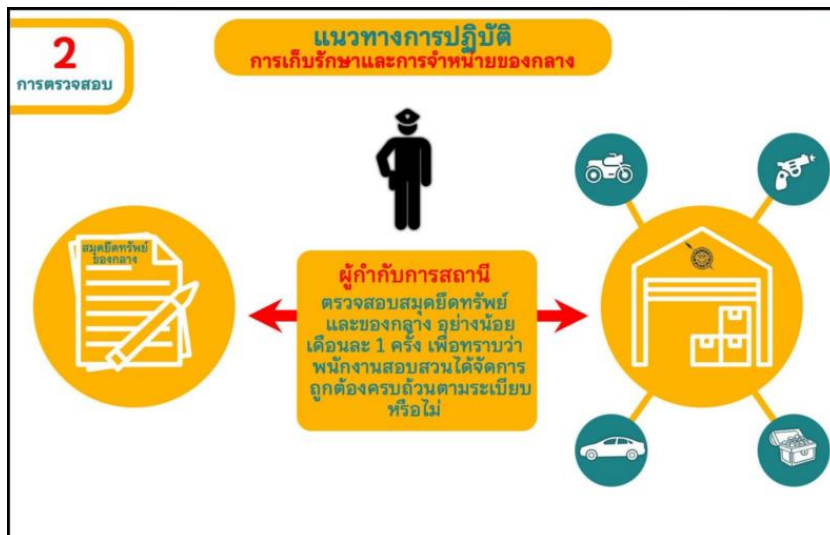 2
การตรวจสอบ
แนวทางการปฏิบัติ
การเก็บรักษาและการจำหน่ายของกลาง
สมุดยึดทรัพย์
ของกลาง
ผู้กำกับการสถานี
ตรวจสอบสมุดยึดทรัพย์
และของกลาง อย่างน้อย
เดือนละ 1 ครั้ง เพื่อทราบว่า
พนักงานสอบสวนได้จัดการ
ถูกต้องครบถ้วนตามระเบียบ
หรือไม่